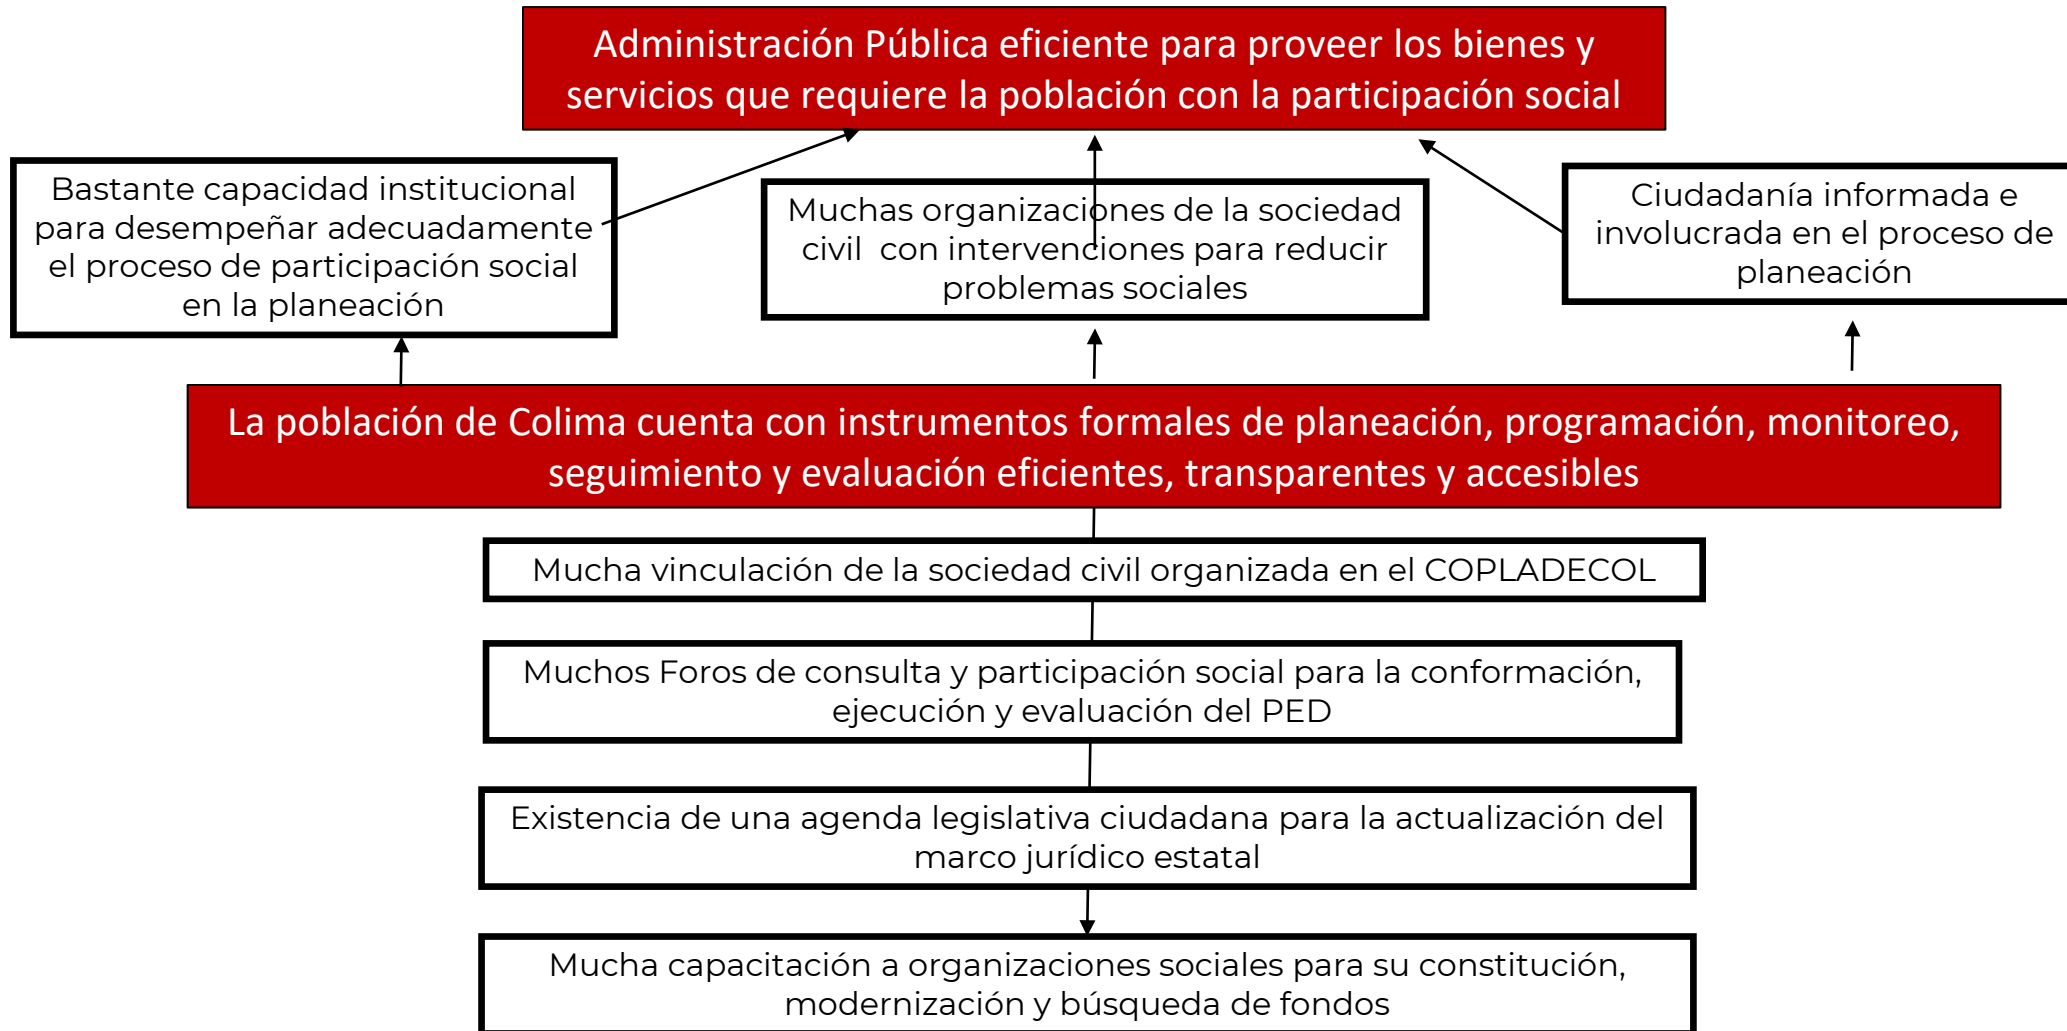 Administración Pública eficiente para proveer los bienes y
servicios que requiere la población con la participación social
Bastante capacidad institucional
para desempeñar adecuadamente
el proceso de participación social
en la planeación
Muchas organizaciones de la sociedad
civil con intervenciones para reducir
problemas sociales
Ciudadanía informada e
involucrada en el proceso de
planeación
La población de Colima cuenta con instrumentos formales de planeación, programación, monitoreo,
seguimiento y evaluación eficientes, transparentes y accesibles
Mucha vinculación de la sociedad civil organizada en el COPLADECOL
Muchos Foros de consulta y participación social para la conformación,
ejecución y evaluación del PED
Existencia de una agenda legislativa ciudadana para la actualización del
marco jurídico estatal
Mucha capacitación a organizaciones sociales para su constitución,
modernización y búsqueda de fondos